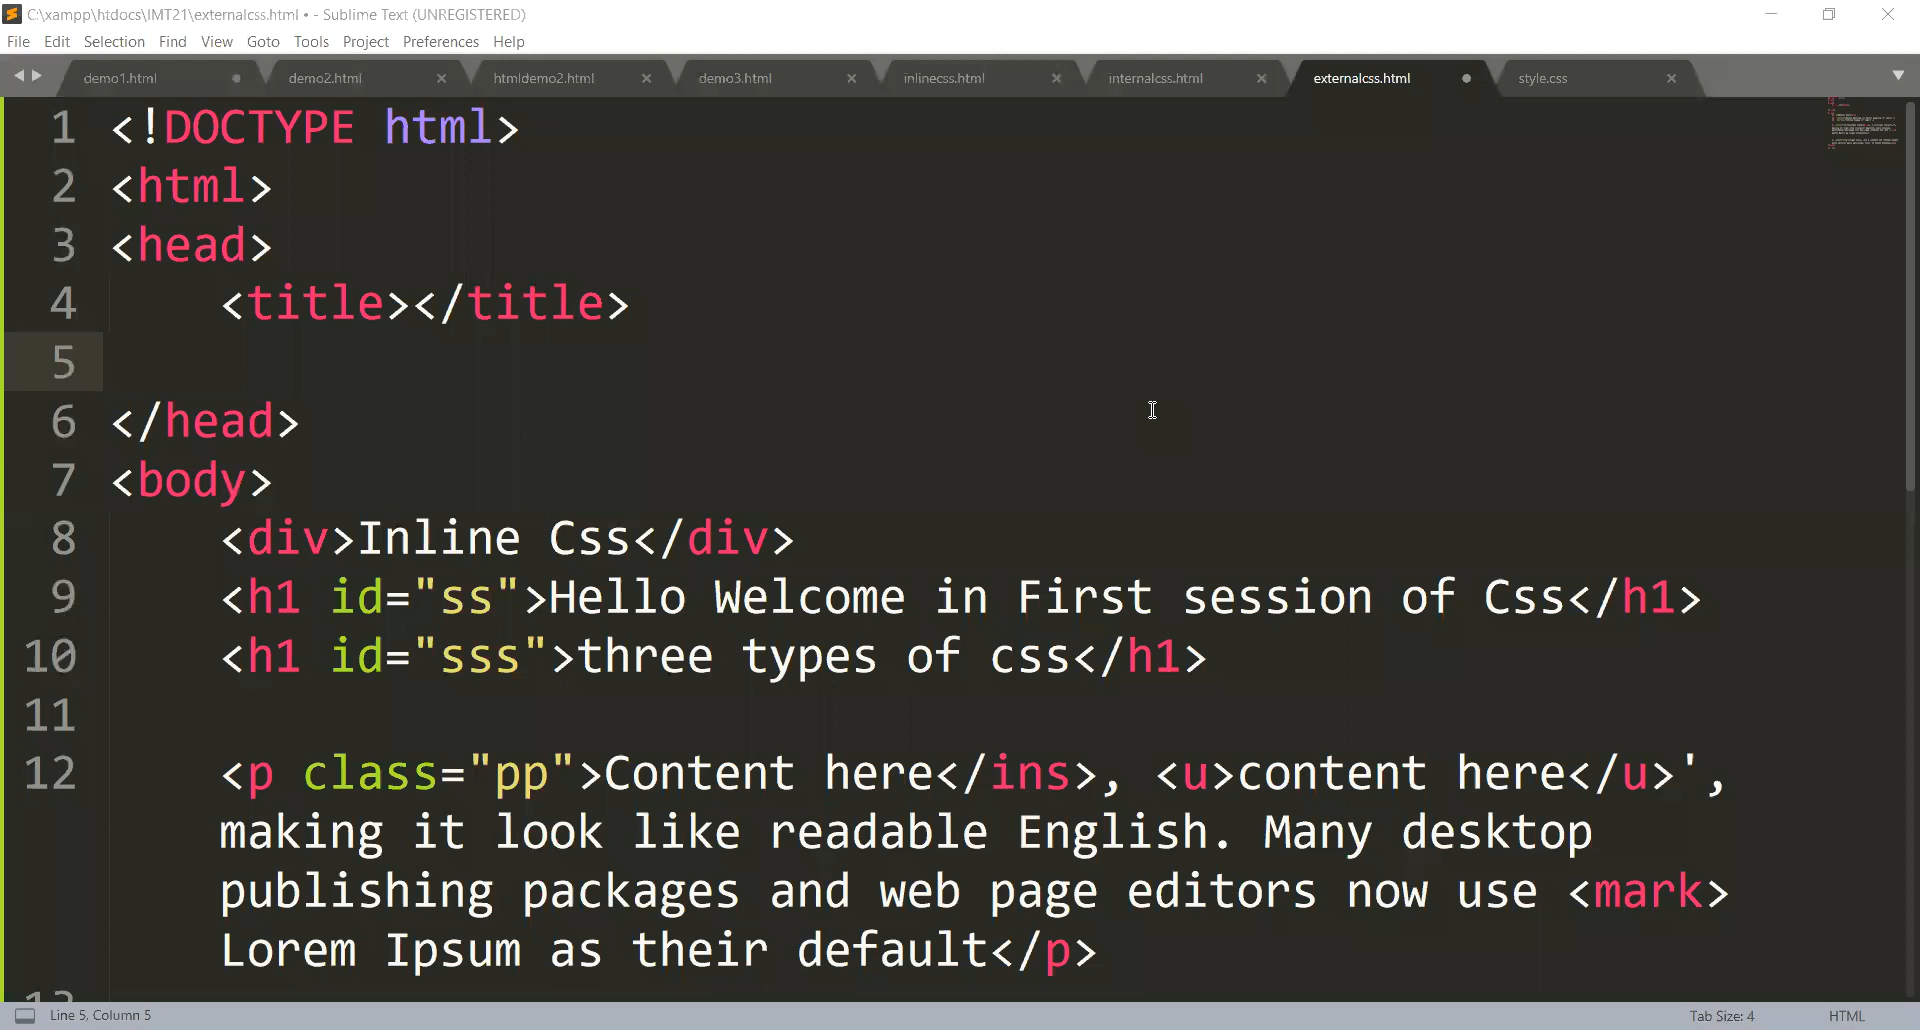 C:\xampp\htdocs\IMT21\externalcss.html • - Sublime Text (UNREGISTERED)
File Edit Selection Find View Goto Tools Project Preferences Help
demo1.html demo2.html htmldemo2.html demo3.html inlinecss.html internalcss.html externalcss.html style.css
1 <!DOCTYPE html>
2 <html>
3 <head>
4 <title></title>
5
6 </head>
7 <body>
8 <div>Inline Css</div>
9 <h1 id="ss">Hello Welcome in First session of Css</h1>
10 <h1 id="sss">three types of css</h1>
11
12 <p class="pp">Content here</ins>, <u>content here</u>',
making it look like readable English. Many desktop
publishing packages and web page editors now use <mark>
Lorem Ipsum as their default</p>
13
Line 5, Column 5 Tab Size: 4 HTML